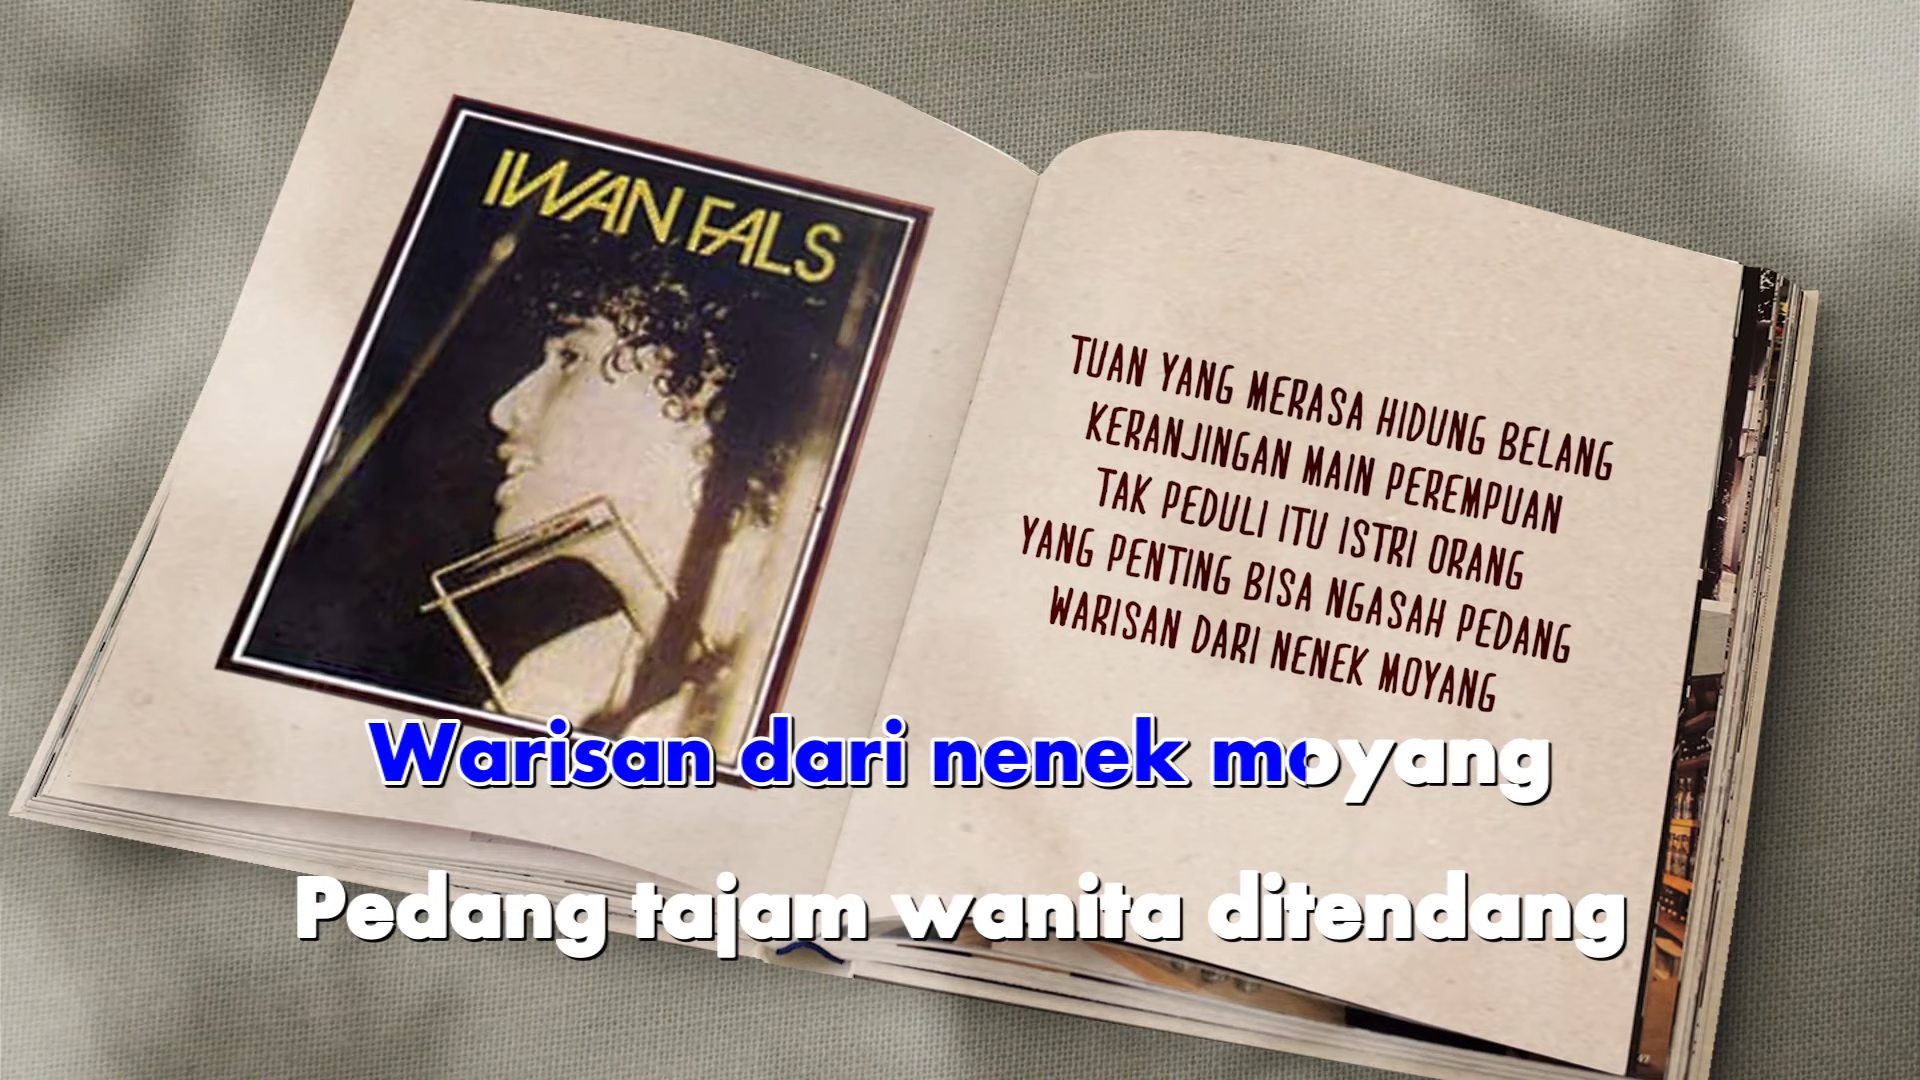 IWAN FALS
TUAN YANG MERASA HIDUNG BELANG
KERANJINGAN MAIN PEREMPUAN
TAK PEDULI ITU ISTRI ORANG
YANG PENTING BISA NGASAH PEDANG
WARISAN DARI NENEK MOYANG
Warisan dari nenek moyang
Pedang tajam wanita ditendang